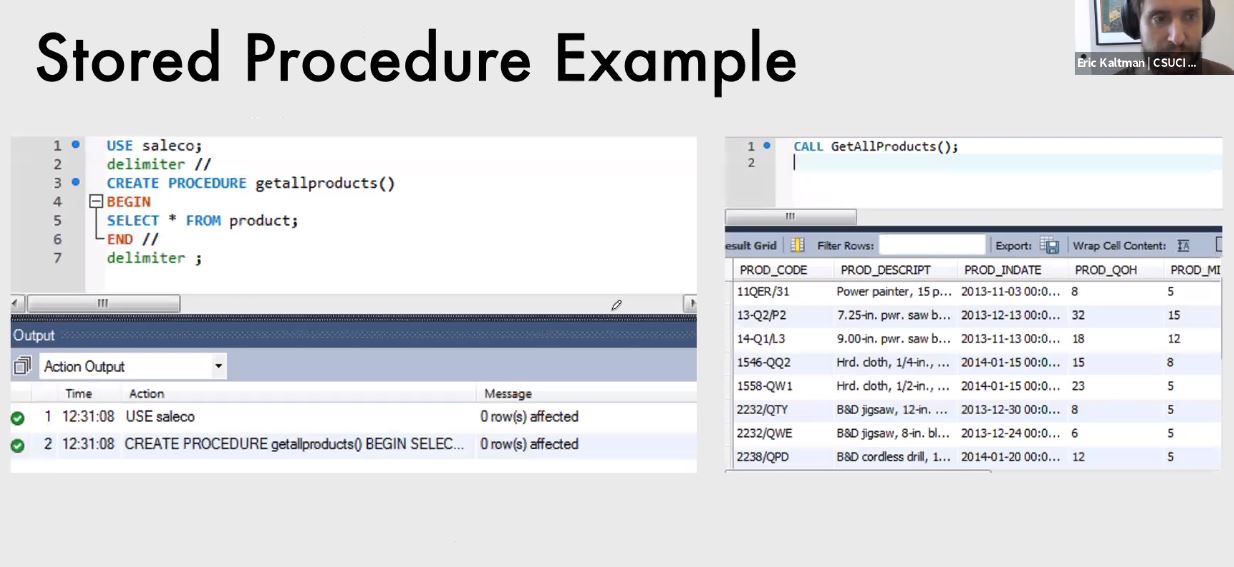 Stored Procedure Example
Eric Kaltman | CSUCI ...
1 USE saleco;
2 delimiter //
3 CREATE PROCEDURE getallproducts()
4 BEGIN
5 SELECT * FROM product;
6 END //
7 delimiter ;
Output
Action Output
Time Action Message
1 12:31:08 USE saleco 0 row(s) affected
2 12:31:08 CREATE PROCEDURE getallproducts() BEGIN SELEC... 0 row(s) affected
1 CALL GetAllProducts();
2
esult Grid Filter Rows: Export: Wrap Cell Content:
PROD_CODE PROD_DESCRIPT PROD_INDATE PROD_QOH PROD_MI
11QER/31 Power painter, 15 p... 2013-11-03 00:0... 8 5
13-Q2/P2 7.25-in. pwr. saw b... 2013-12-13 00:0... 32 15
14-Q1/L3 9.00-in. pwr. saw b... 2013-11-13 00:0... 18 12
1546-QQ2 Hrd. cloth, 1/4-in., ... 2014-01-15 00:0... 15 8
1558-QW1 Hrd. cloth, 1/2-in., ... 2014-01-15 00:0... 23 5
2232/QTY B&D jigsaw, 12-in. ... 2013-12-30 00:0... 8 5
2232/QWE B&D jigsaw, 8-in. bl... 2013-12-24 00:0... 6 5
2238/QPD B&D cordless drill, 1... 2014-01-20 00:0... 12 5